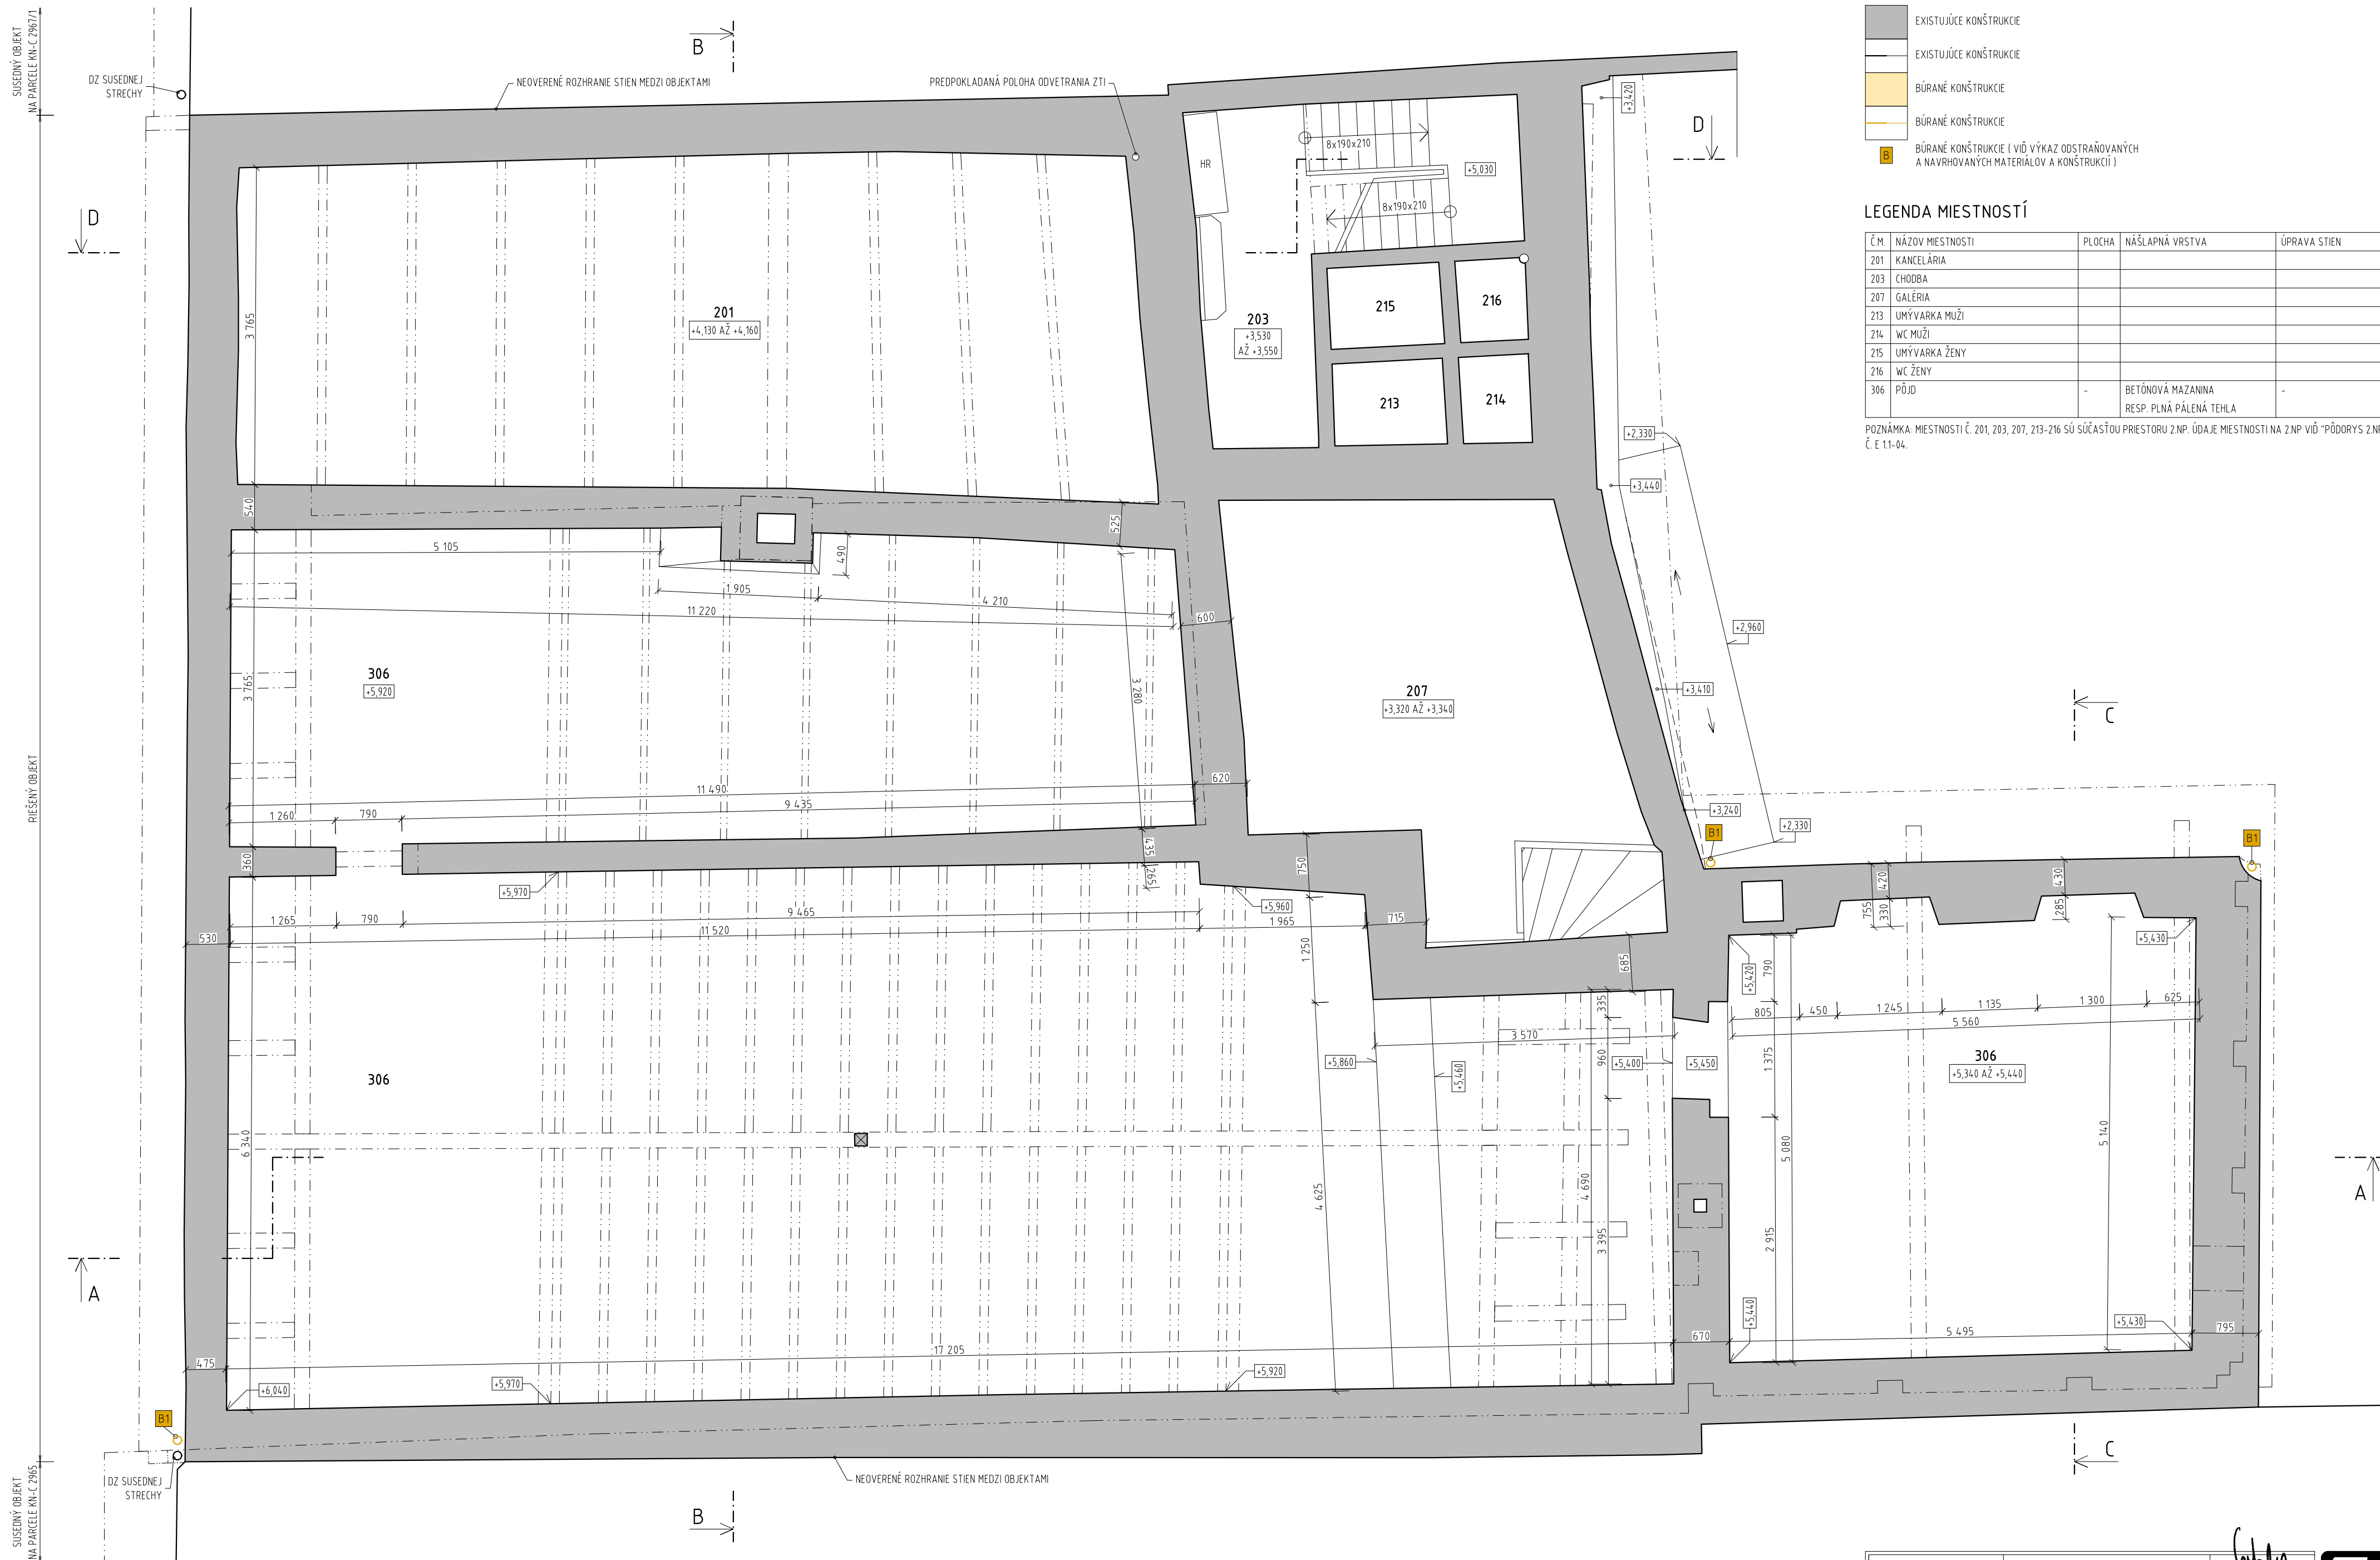 SUSEDNÝ OBJEKT
NA PARCELE KN-C 2967/1
RIEŠENÝ OBJEKT
SUSEDNÝ OBJEKT
NA PARCELE KN-C 2965
DZ SUSEDNEJ
STRECHY
B
NEOVERENÉ ROZHRANIE STIEN MEDZI OBJEKTAMI
PREDPOKLADANÁ POLOHA ODVETRANIA ZTI
D
D
HR
8x190x210
8x190x210
+5,030
+3,420
201
+4,130 AŽ +4,160
203
+3,530
AŽ +3,550
215
216
213
214
3 765
540
525
5 105
490
1 905
4 210
11 220
600
306
+5,920
3 765
3 280
207
+3,320 AŽ +3,340
+2,330
+3,440
+2,960
+3,410
+3,240
+2,330
B1
B1
C
11 490
9 435
620
1 260
790
360
435
265
750
+5,970
+5,960
1 265
790
9 465
11 520
1 965
715
530
1 250
685
306
6 340
4 625
335
3 570
960
+5,860
+5,460
+5,400
+5,450
4 690
3 395
755
420
330
430
285
+5,430
+5,420
790
805
450
1 245
1 135
1 300
625
5 560
1 375
306
+5,340 AŽ +5,440
5 080
5 140
2 915
+5,440
+5,430
670
5 495
795
475
17 205
+6,040
+5,970
+5,920
A
A
B1
DZ SUSEDNEJ
STRECHY
NEOVERENÉ ROZHRANIE STIEN MEDZI OBJEKTAMI
B
C
EXISTUJÚCE KONŠTRUKCIE
EXISTUJÚCE KONŠTRUKCIE
BÚRANÉ KONŠTRUKCIE
BÚRANÉ KONŠTRUKCIE
B
BÚRANÉ KONŠTRUKCIE ( VIĎ VÝKAZ ODSTRAŇOVANÝCH
A NAVRHOVANÝCH MATERIÁLOV A KONŠTRUKCIÍ )
LEGENDA MIESTNOSTÍ
Č.M. NÁZOV MIESTNOSTI PLOCHA NÁŠLAPNÁ VRSTVA ÚPRAVA STIEN
201 KANCELÁRIA
203 CHODBA
207 GALÉRIA
213 UMÝVARKA MUŽI
214 WC MUŽI
215 UMÝVARKA ŽENY
216 WC ŽENY
306 PÔJD - BETÓNOVÁ MAZANINA -
RESP. PLNÁ PÁLENÁ TEHLA
POZNÁMKA: MIESTNOSTI Č. 201, 203, 207, 213-216 SÚ SÚČASŤOU PRIESTORU 2.NP. ÚDAJE MIESTNOSTI NA 2.NP VIĎ "PÔDORYS 2.NP
Č. E 1.1-04.